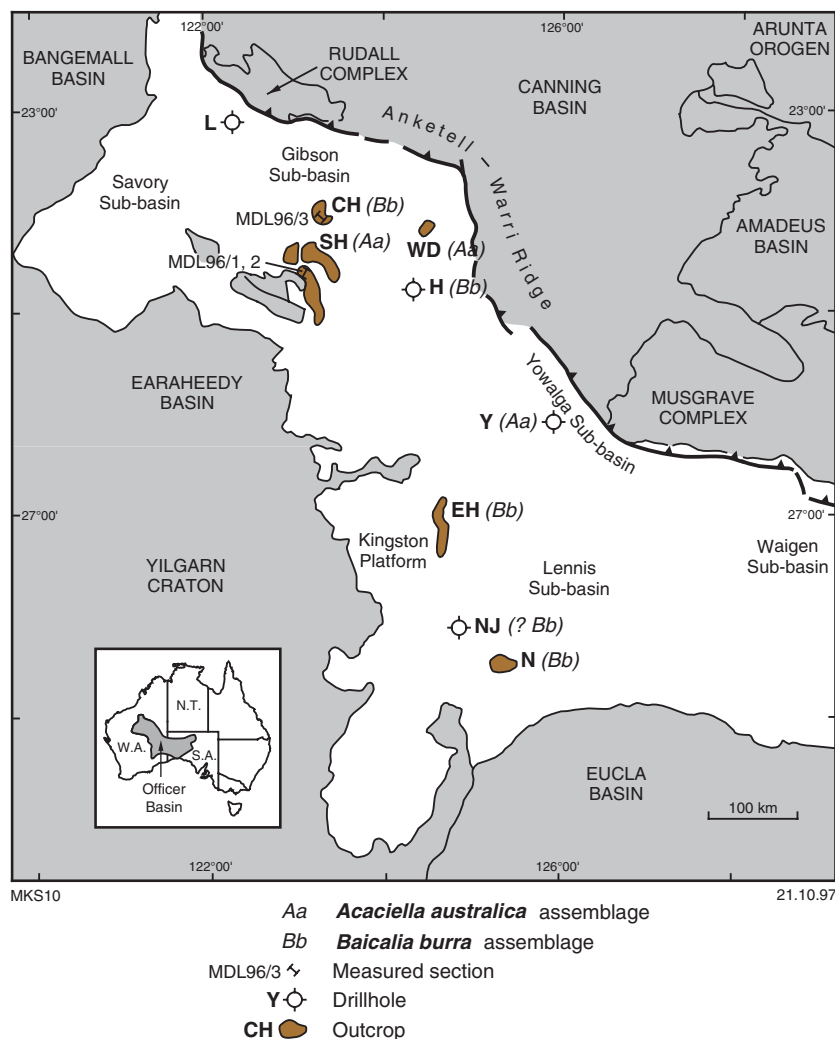 122°00'
126°00'
ARUNTA
OROGEN
BANGEMALL
BASIN
RUDALL
COMPLEX
CANNING
BASIN
23°00'
23°00'
L
Anketell – Warri Ridge
Gibson
Sub-basin
Savory
Sub-basin
CH (Bb)
MDL96/3
SH (Aa)
WD (Aa)
AMADEUS
BASIN
MDL96/1, 2
H (Bb)
EARAHEEDY
BASIN
Yowalga Sub-basin
MUSGRAVE
COMPLEX
Y (Aa)
27°00'
EH (Bb)
27°00'
Kingston
Platform
Waigen
Sub-basin
YILGARN
CRATON
Lennis
Sub-basin
NJ (? Bb)
N (Bb)
N.T.
W.A.
S.A.
Officer
Basin
EUCLA
BASIN
100 km
122°00'
126°00'
MKS10
21.10.97
Aa Acaciella australica assemblage
Bb Baicalia burra assemblage
MDL96/3 Measured section
Y Drillhole
CH Outcrop